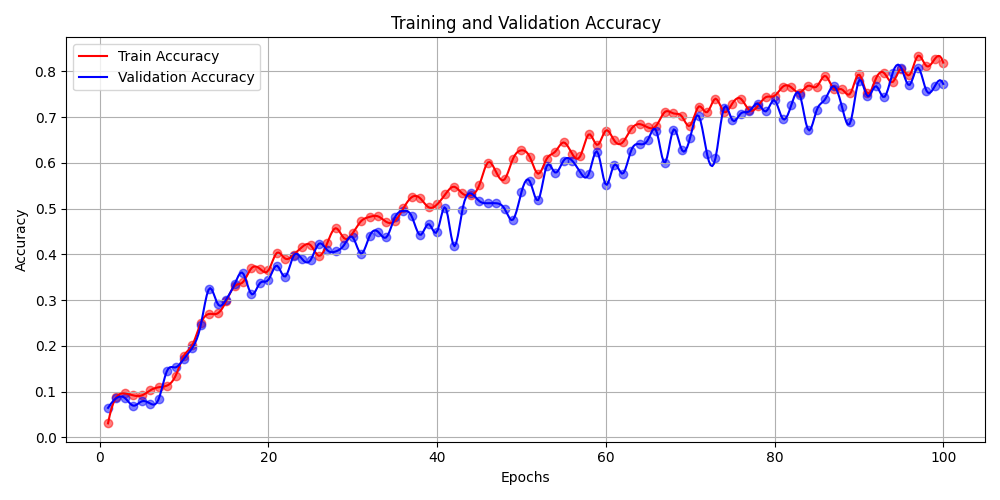 Training and Validation Accuracy
Train Accuracy
Validation Accuracy
Accuracy
0.8
0.7
0.6
0.5
0.4
0.3
0.2
0.1
0.0
0 20 40 60 80 100
Epochs